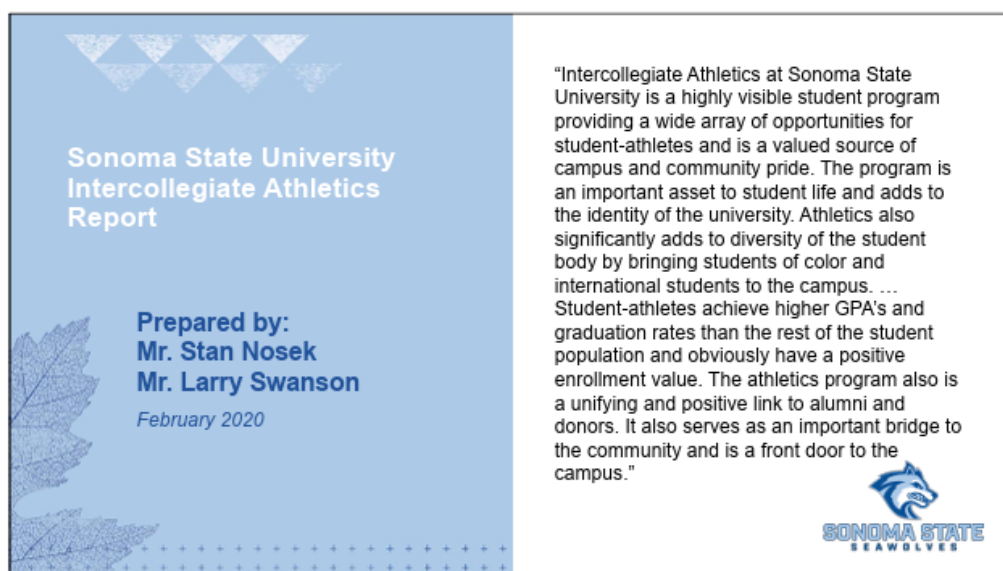 Sonoma State University
Intercollegiate Athletics
Report
Prepared by:
Mr. Stan Nosek
Mr. Larry Swanson
February 2020
“Intercollegiate Athletics at Sonoma State
University is a highly visible student program
providing a wide array of opportunities for
student-athletes and is a valued source of
campus and community pride. The program is
an important asset to student life and adds to
the identity of the university. Athletics also
significantly adds to diversity of the student
body by bringing students of color and
international students to the campus. …
Student-athletes achieve higher GPA’s and
graduation rates than the rest of the student
population and obviously have a positive
enrollment value. The athletics program also is
a unifying and positive link to alumni and
donors. It also serves as an important bridge to
the community and is a front door to the
campus.”
SONOMA STATE
SEAWOLVES